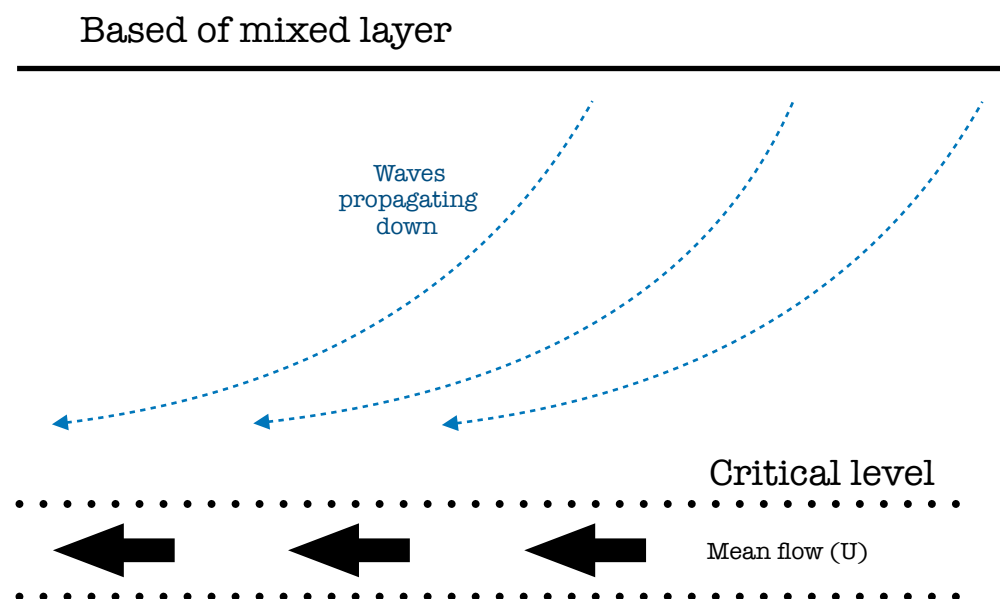 Based of mixed layer
Waves
propagating
down
Critical level
Mean flow (U)